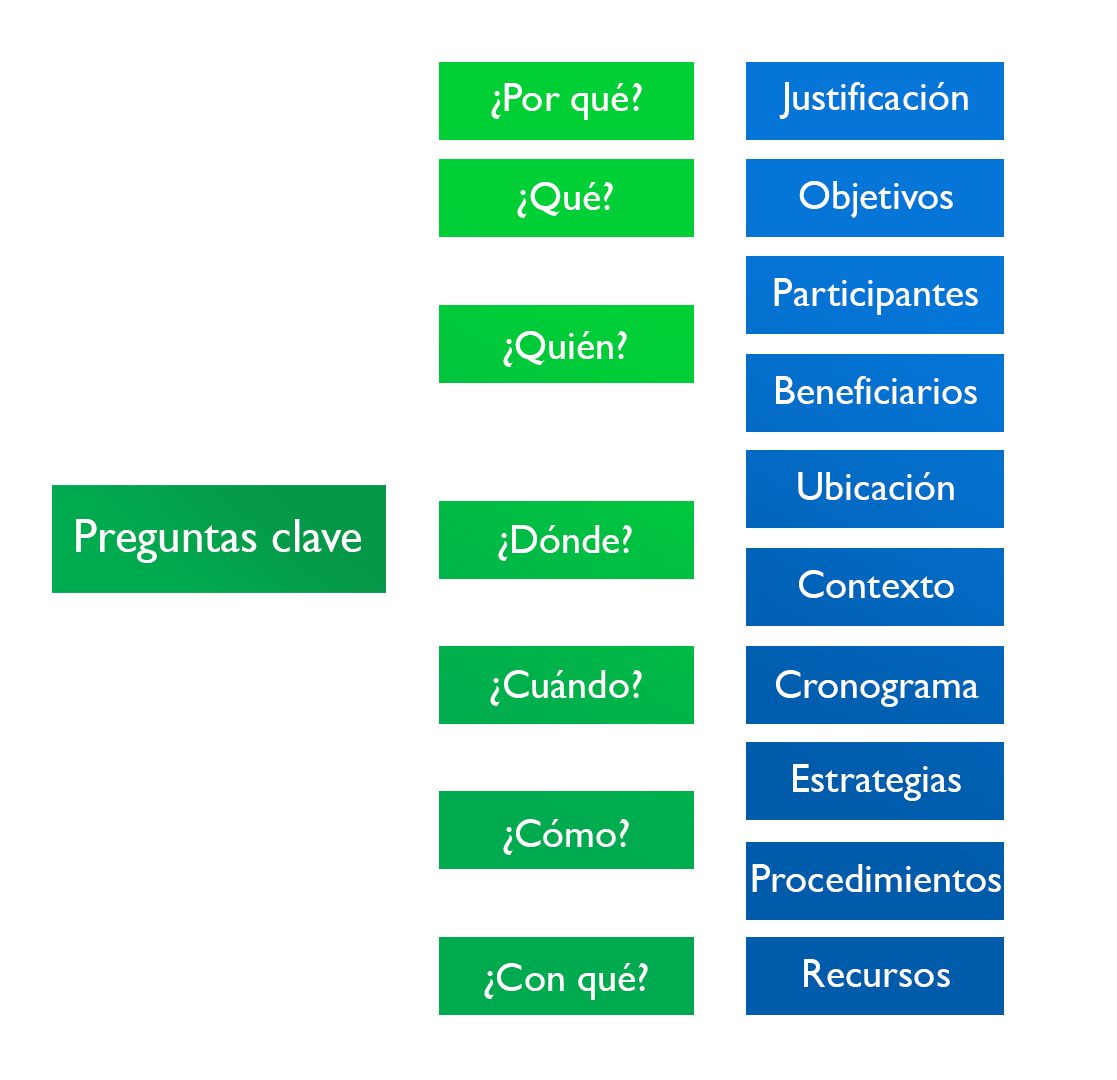 Preguntas clave
¿Por qué?
Justificación
¿Qué?
Objetivos
¿Quién?
Participantes
Beneficiarios
¿Dónde?
Ubicación
Contexto
¿Cuándo?
Cronograma
¿Cómo?
Estrategias
Procedimientos
¿Con qué?
Recursos